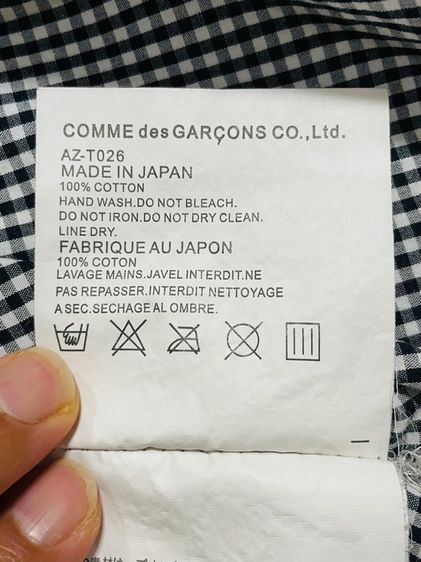 COMME des GARÇONS CO.,Ltd.
AZ-T026
MADE IN JAPAN
100% COTTON
HAND WASH.DO NOT BLEACH.
DO NOT IRON.DO NOT DRY CLEAN.
LINE DRY.
FABRIQUE AU JAPON
100% COTON
LAVAGE MAINS.JAVEL INTERDIT.NE
PAS REPASSER.INTERDIT NETTOYAGE
A SEC.SECHAGE AL OMBRE.